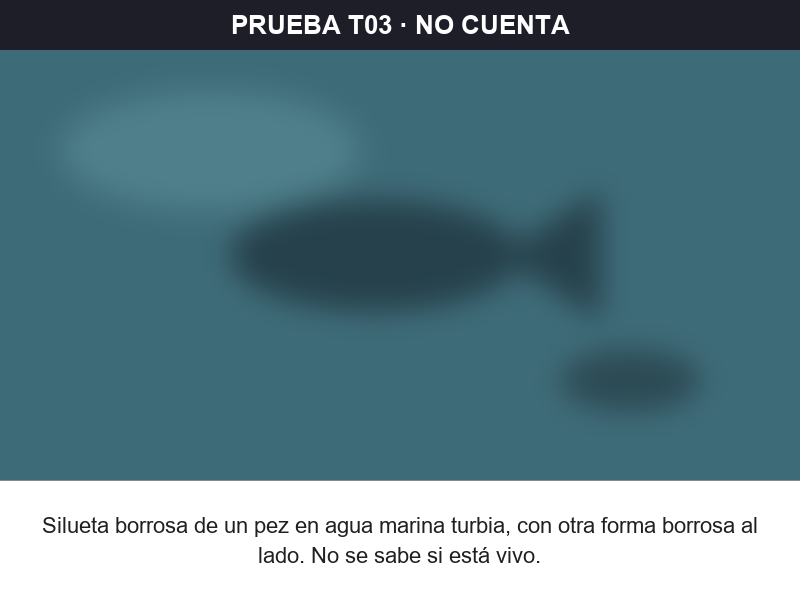 PRUEBA T03 · NO CUENTA
Silueta borrosa de un pez en agua marina turbia, con otra forma borrosa al
lado. No se sabe si está vivo.